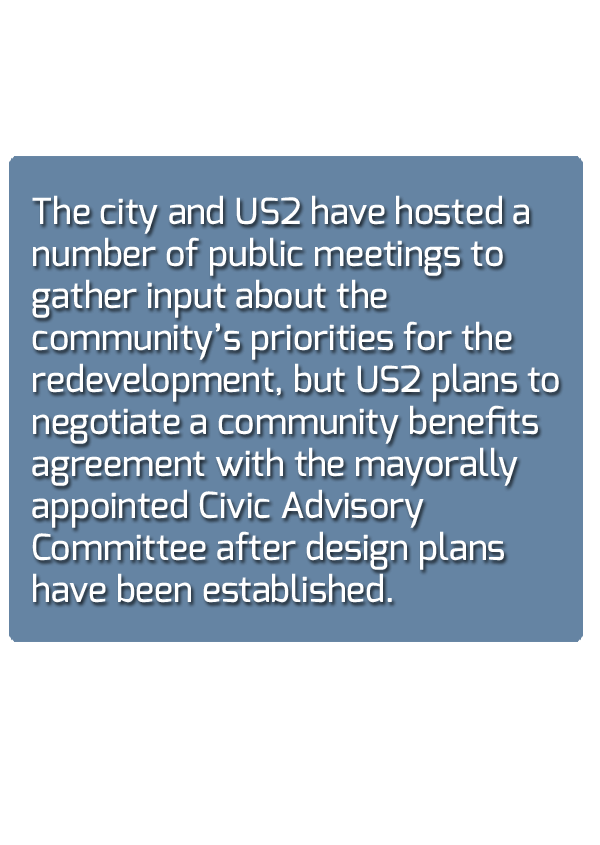 The city and US2 have hosted a
number of public meetings to
gather input about the
community’s priorities for the
redevelopment, but US2 plans to
negotiate a community benefits
agreement with the mayorally
appointed Civic Advisory
Committee after design plans
have been established.